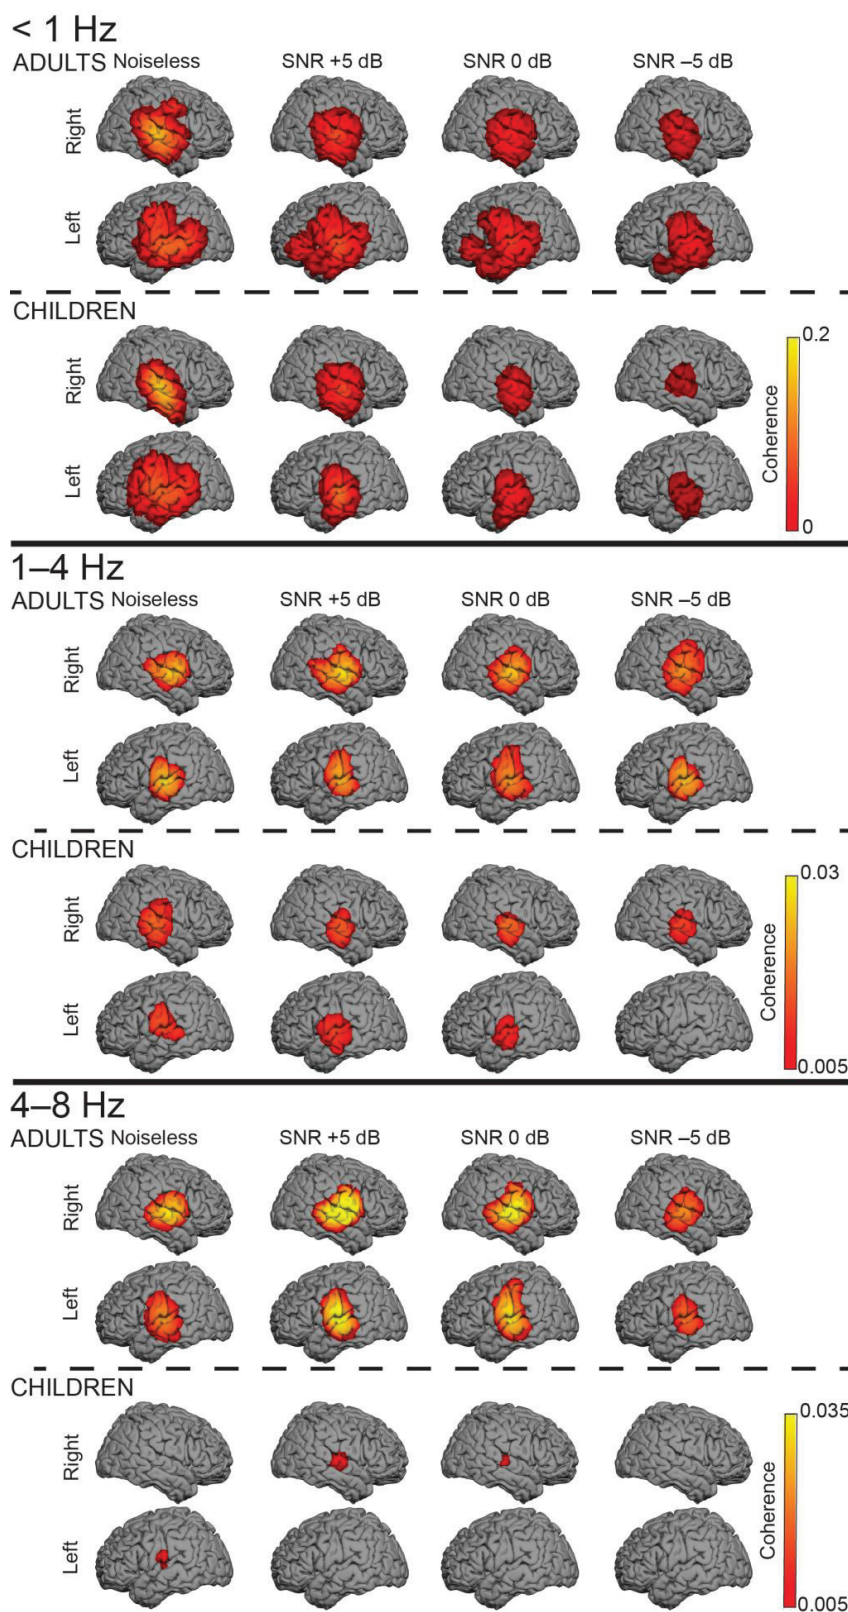 < 1 Hz
ADULTS Noiseless SNR +5 dB SNR 0 dB SNR –5 dB
Right
Left
CHILDREN
Right
Left
0.2
Coherence
0
1–4 Hz
ADULTS Noiseless SNR +5 dB SNR 0 dB SNR –5 dB
Right
Left
CHILDREN
Right
Left
0.03
Coherence
0.005
4–8 Hz
ADULTS Noiseless SNR +5 dB SNR 0 dB SNR –5 dB
Right
Left
CHILDREN
Right
Left
0.035
Coherence
0.005